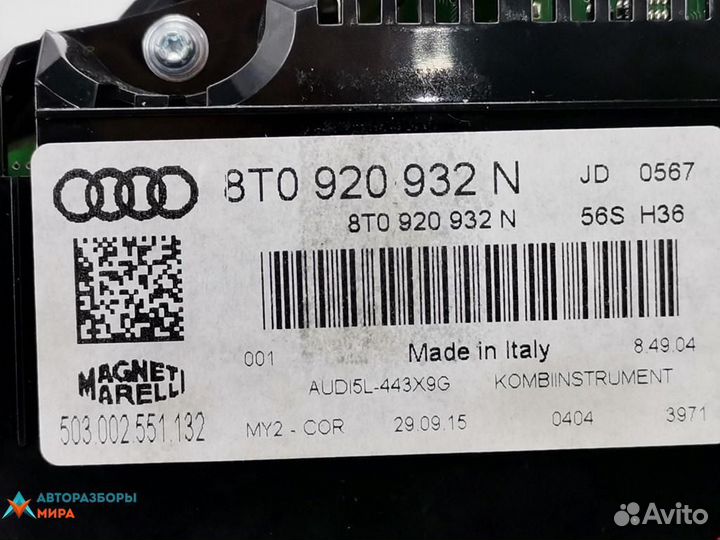 8T0 920 932 N JD 0567
8T0 920 932 N 56S H36
001 Made in Italy 8.49.04
MAGNETI
MARELLI
AUDI5L-443X9G KOMBIINSTRUMENT
503.002.551.132 MY2 - COR 29.09.15 0404 3971
АВТОРАЗБОРЫ
МИРА
Avito